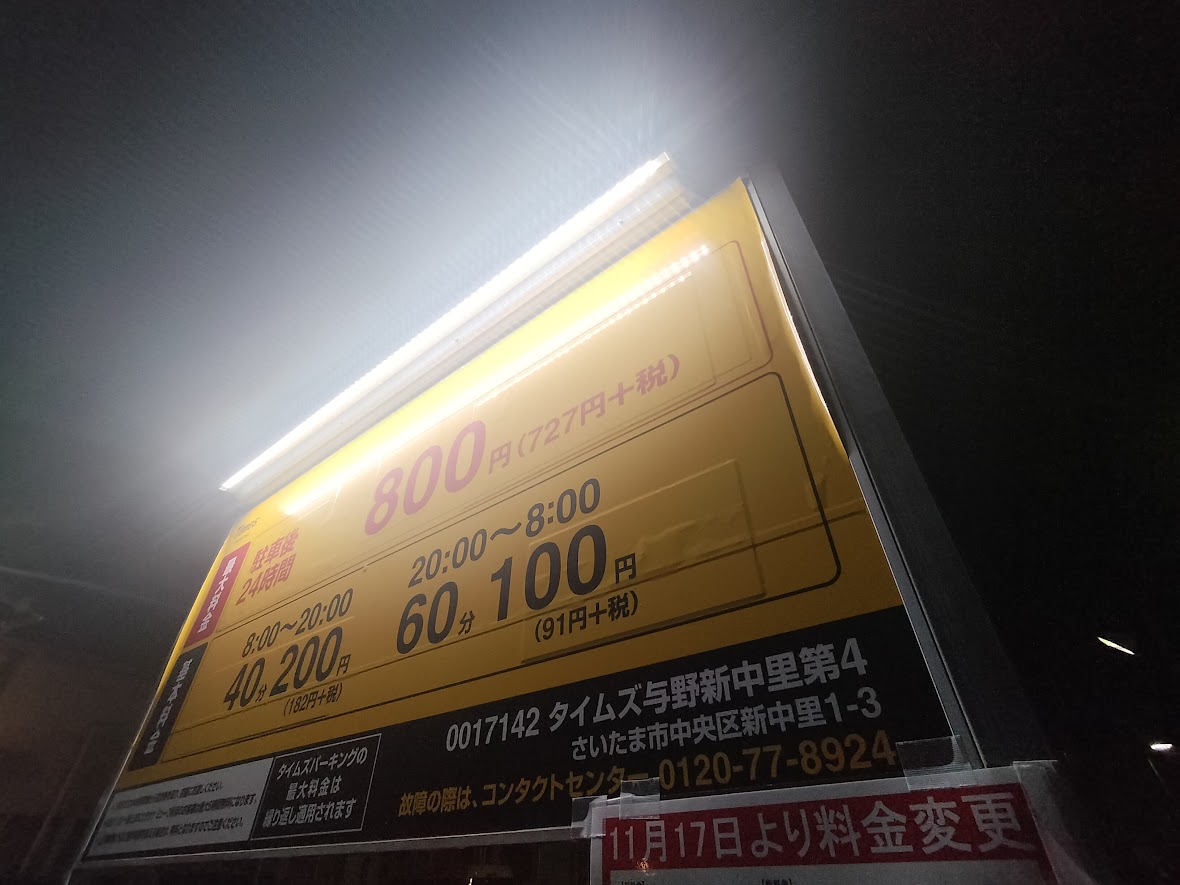 Times
最大料金
駐車後
24時間
800円(727円+税)
通常料金
8:00〜20:00
40分200円
(182円+税)
20:00〜8:00
60分100円
(91円+税)
0017142 タイムズ与野新中里第4
さいたま市中央区新中里1-3
故障の際は、コンタクトセンター 0120-77-8924
タイムズパーキングの
最大料金は
繰り返し適用されます
11月17日より料金変更